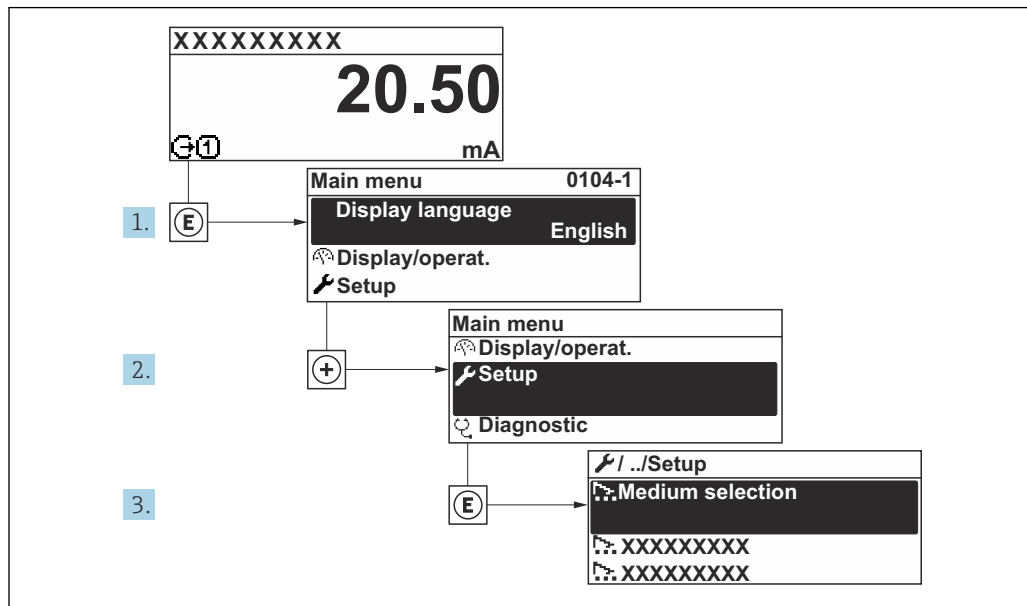 XXXXXXXXX
20.50
1 mA
1. E Main menu 0104-1
Display language
English
Display/operat.
Setup
2. + Main menu
Display/operat.
Setup
Diagnostic
3. E / ../Setup
Medium selection
XXXXXXXXX
XXXXXXXXX